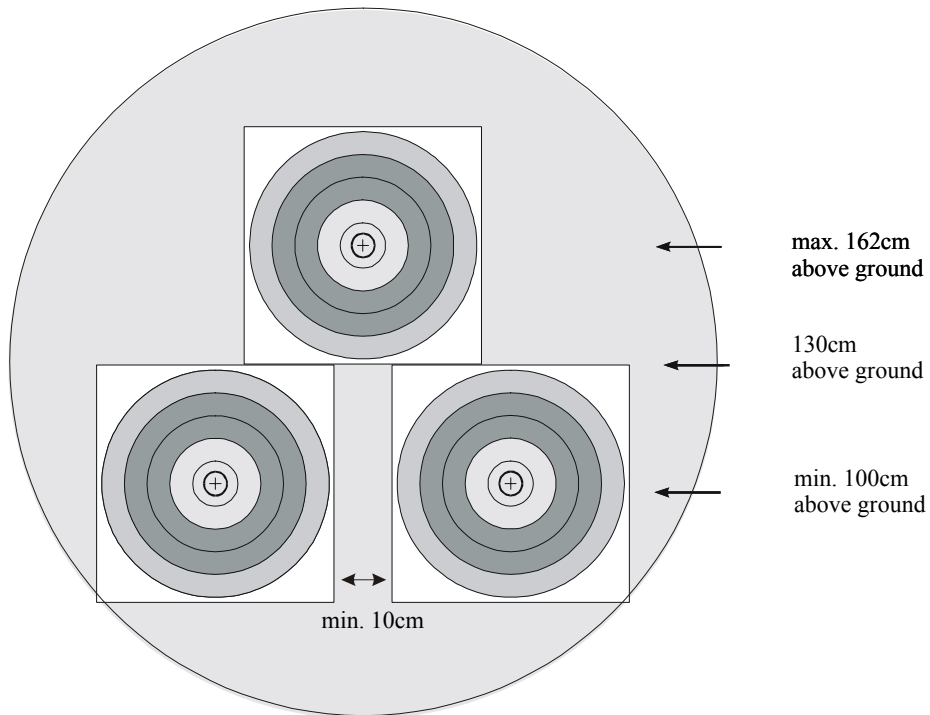 max. 162cm
above ground
130cm
above ground
min. 100cm
above ground
min. 10cm